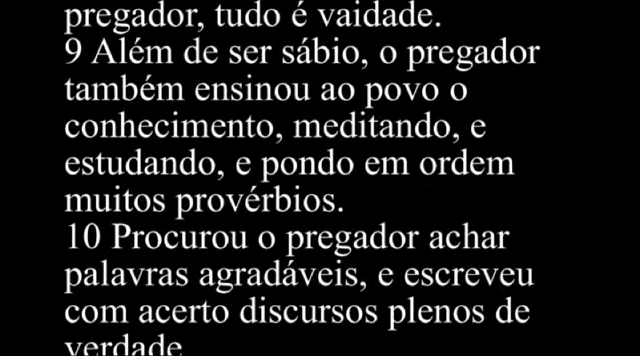 pregador, tudo é vaidade.
9 Além de ser sábio, o pregador
também ensinou ao povo o
conhecimento, meditando, e
estudando, e pondo em ordem
muitos provérbios.
10 Procurou o pregador achar
palavras agradáveis, e escreveu
com acerto discursos plenos de
verdade